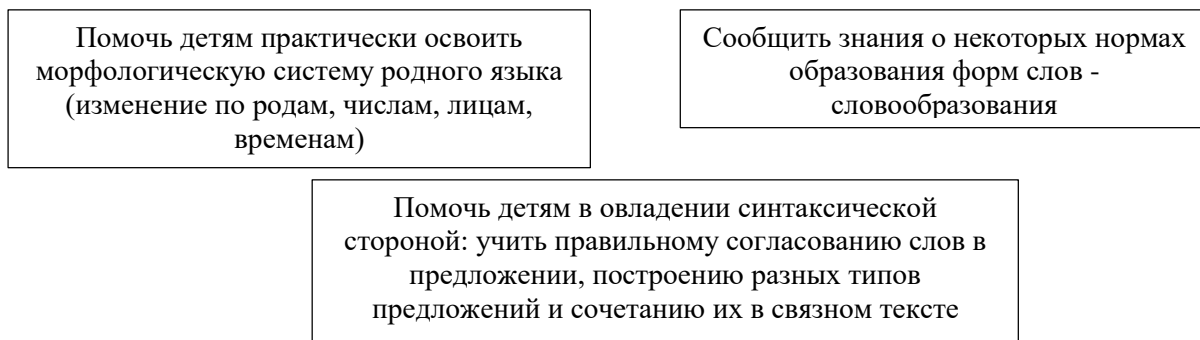 Помочь детям практически освоить
морфологическую систему родного языка
(изменение по родам, числам, лицам,
временам)
Сообщить знания о некоторых нормах
образования форм слов -
словообразования
Помочь детям в овладении синтаксической
стороной: учить правильному согласованию слов в
предложении, построению разных типов
предложений и сочетанию их в связном тексте